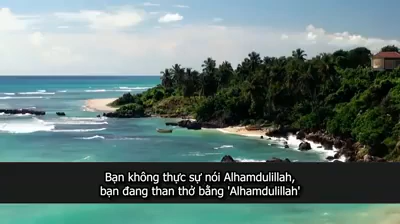 Bạn không thực sự nói Alhamdulillah,
bạn đang than thở bằng 'Alhamdulillah'